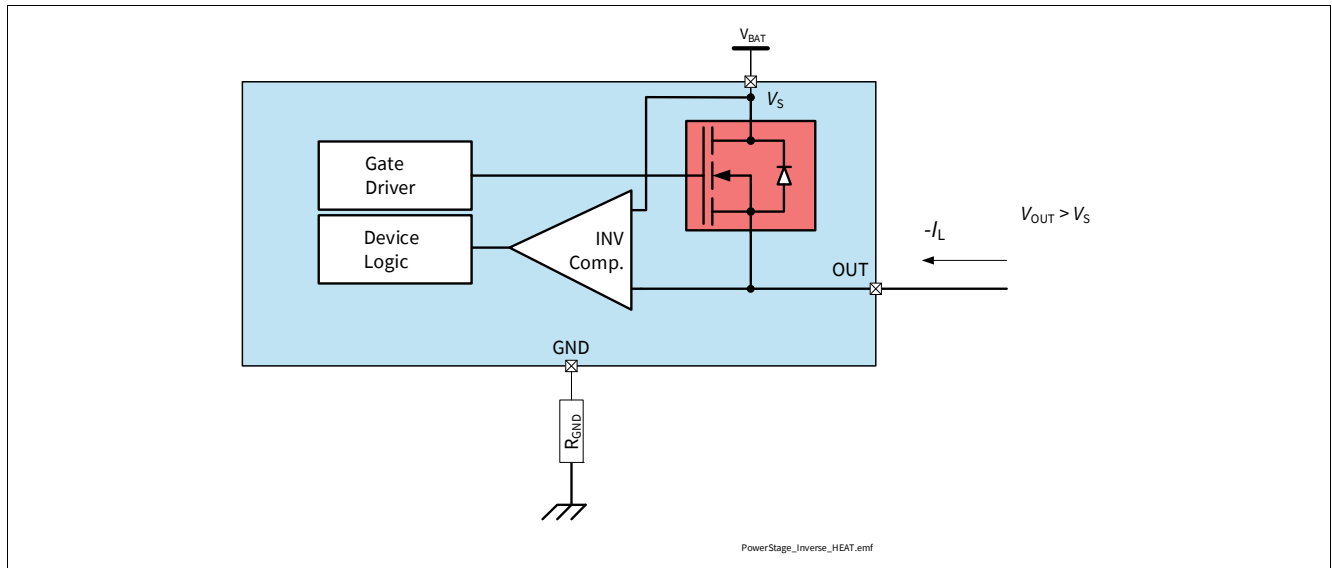 VBAT
VS
Gate
Driver
Device
Logic
INV
Comp.
OUT
-IL
VOUT > VS
GND
RGND
PowerStage_Inverse_HEAT.emf